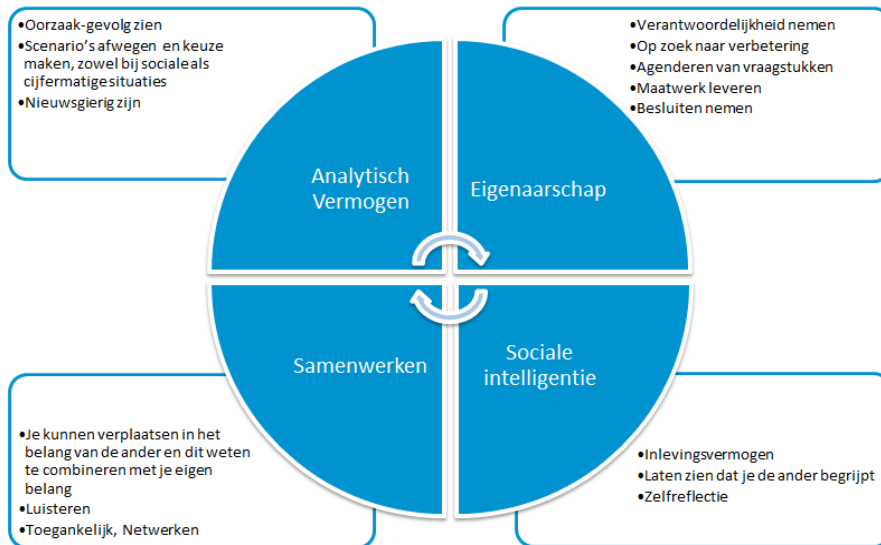 •Oorzaak-gevolg zien
•Scenario's afwegen en keuze
maken, zowel bij sociale als
cijfermatige situaties
•Nieuwsgierig zijn
•Verantwoordelijkheid nemen
•Op zoek naar verbetering
•Agenderen van vraagstukken
•Maatwerk leveren
•Besluiten nemen
Analytisch
Vermogen
Eigenaarschap
Samenwerken
Sociale
intelligentie
•Je kunnen verplaatsen in het
belang van de ander en dit weten
te combineren met je eigen
belang
•Luisteren
•Toegankelijk, Netwerken
•Inlevingsvermogen
•Laten zien dat je de ander begrijpt
•Zelfreflectie